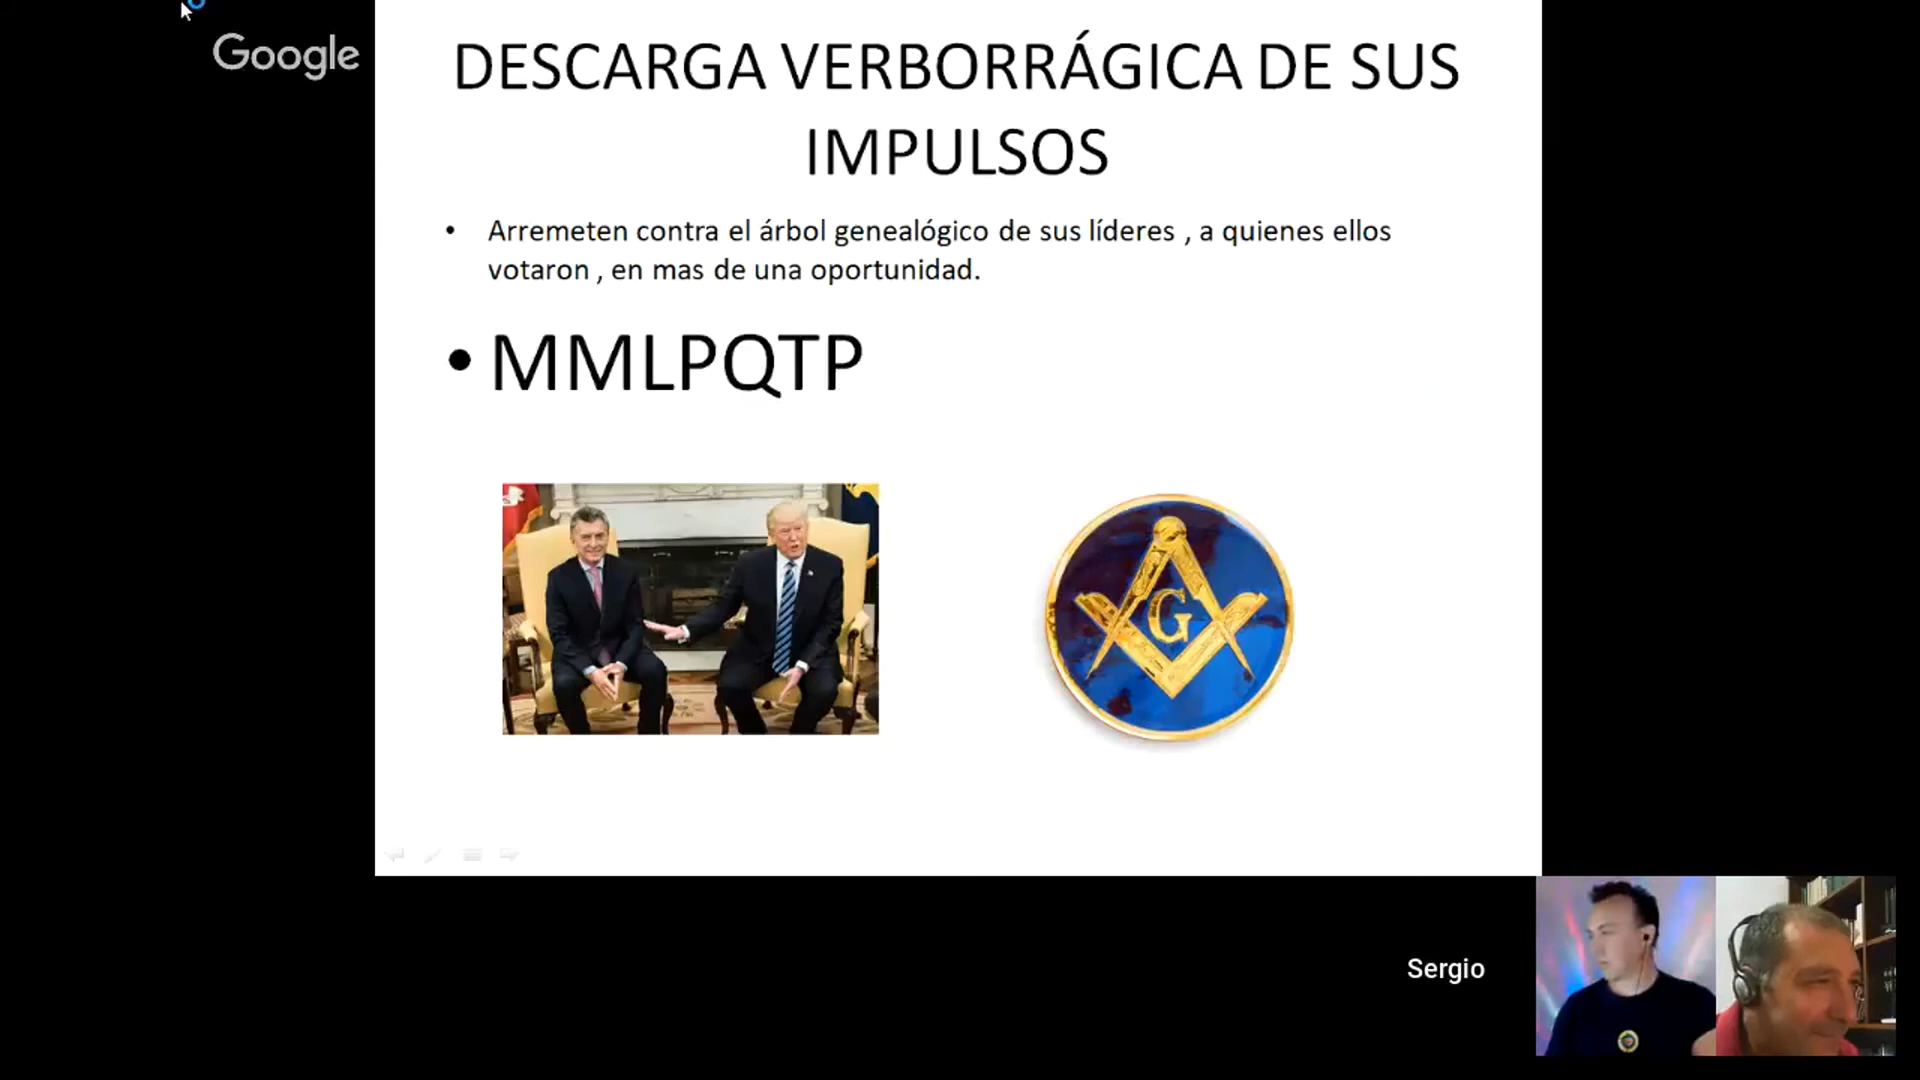 Google
DESCARGA VERBORRÁGICA DE SUS
IMPULSOS
• Arremeten contra el árbol genealógico de sus líderes , a quienes ellos
votaron , en mas de una oportunidad.
• MMLPQTP
G
Sergio